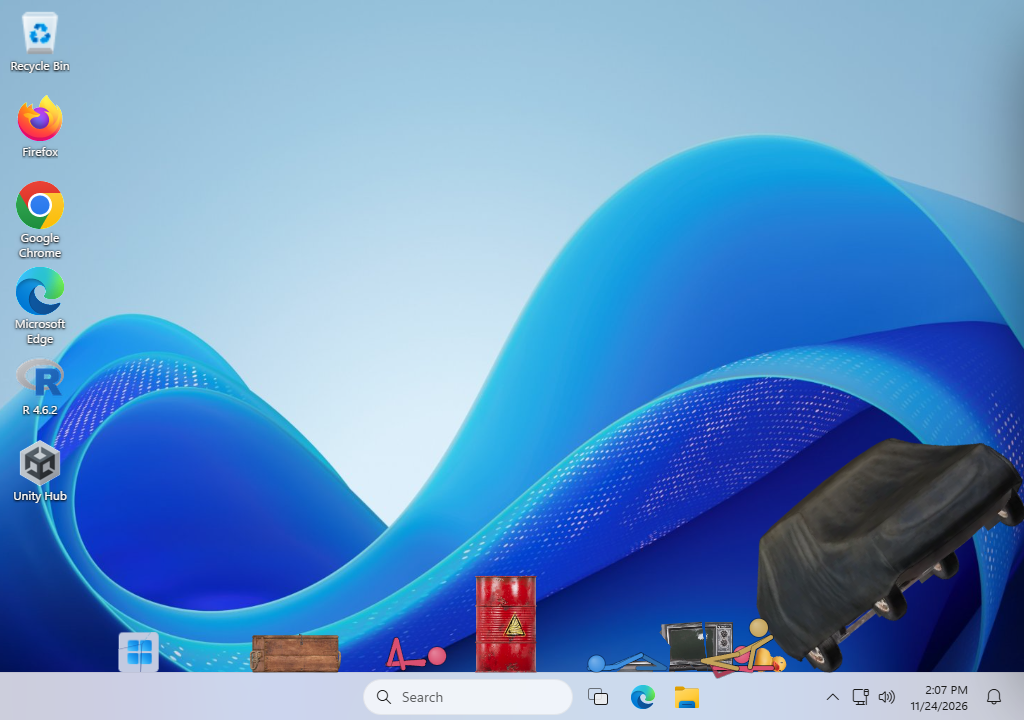 Recycle Bin
Firefox
Google
Chrome
Microsoft
Edge
R 4.6.2
Unity Hub
Search
2:07 PM
11/24/2026